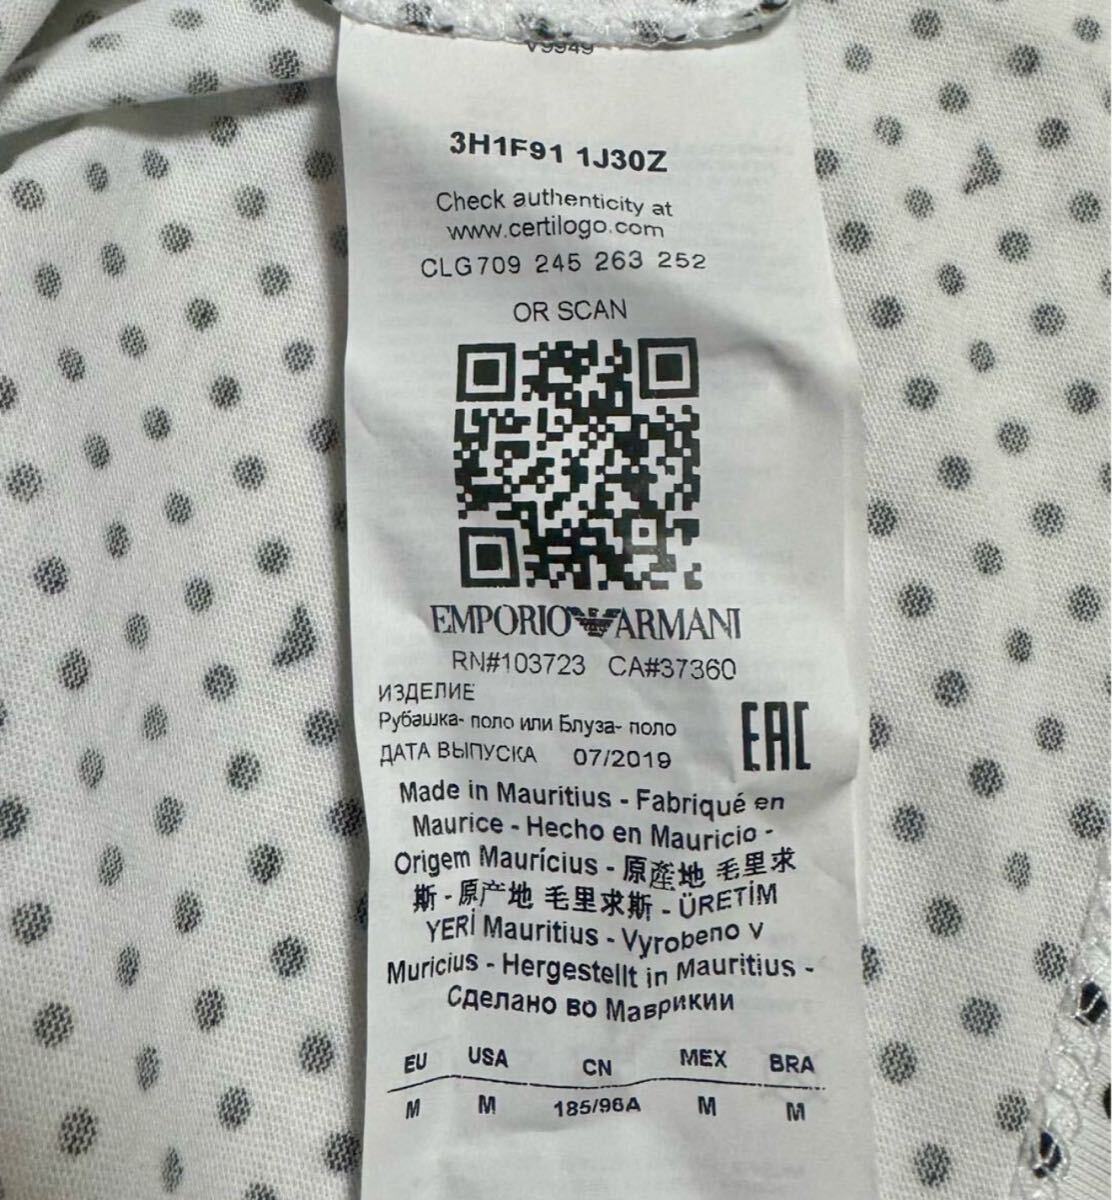 V9949
3H1F91 1J30Z
Check authenticity at
www.certilogo.com
CLG709 245 263 252
OR SCAN
EMPORIO ARMANI
RN#103723 CA#37360
ИЗДЕЛИЕ
Рубашка- поло или Блуза- поло
ДАТА ВЫПУСКА 07/2019
EAC
Made in Mauritius - Fabriqué en
Maurice - Hecho en Mauricio -
Origem Maurícius - 原產地 毛里求
斯 - 原产地 毛里求斯 - ÜRETİM
YERİ Mauritius - Vyrobeno v
Muricius - Hergestellt in Mauritius -
Сделано во Маврикии
EU USA CN MEX BRA
M M 185/96A M M